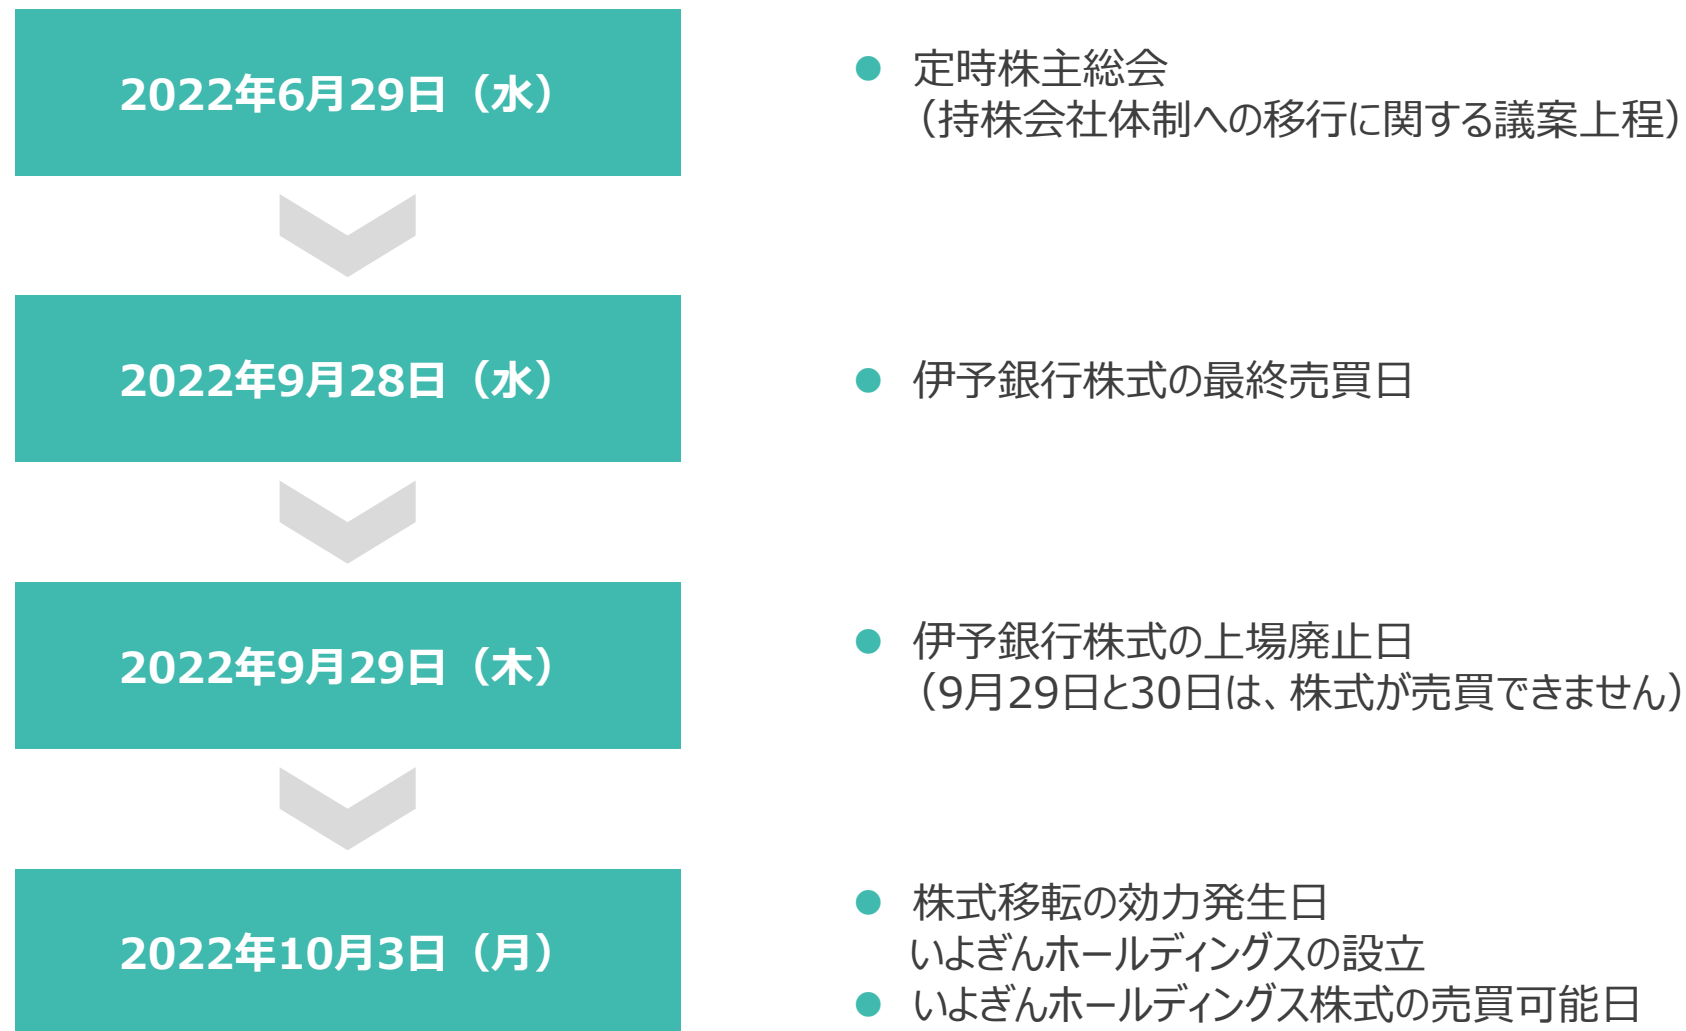 2022年6月29日（水）
● 定時株主総会
（持株会社体制への移行に関する議案上程）
2022年9月28日（水）
● 伊予銀行株式の最終売買日
2022年9月29日（木）
● 伊予銀行株式の上場廃止日
（9月29日と30日は、株式が売買できません）
2022年10月3日（月）
● 株式移転の効力発生日
いよぎんホールディングスの設立
● いよぎんホールディングス株式の売買可能日